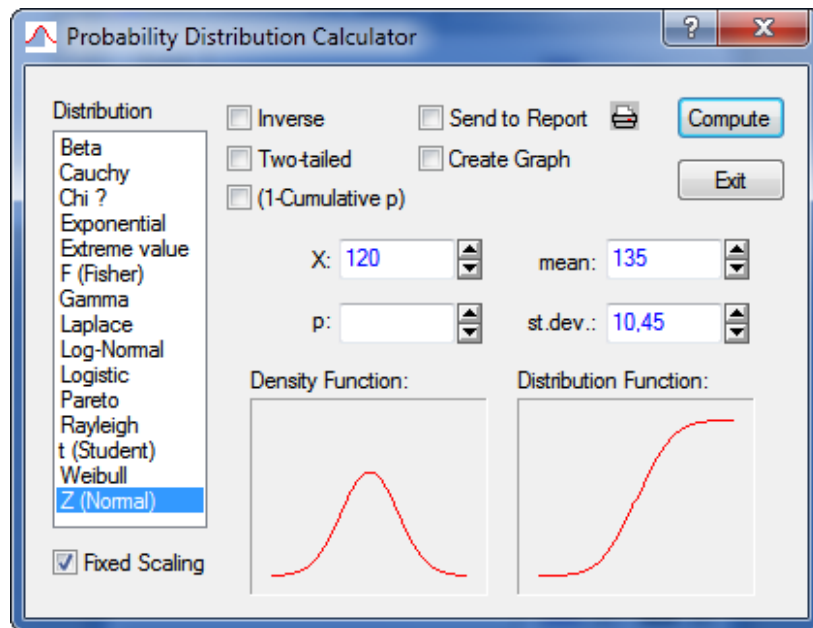 Probability Distribution Calculator
?
X
Distribution
Beta
Cauchy
Chi ?
Exponential
Extreme value
F (Fisher)
Gamma
Laplace
Log-Normal
Logistic
Pareto
Rayleigh
t (Student)
Weibull
Z (Normal)
Fixed Scaling
Inverse
Two-tailed
(1-Cumulative p)
Send to Report
Create Graph
Compute
Exit
X: 120
mean: 135
p:
st.dev.: 10,45
Density Function:
Distribution Function: